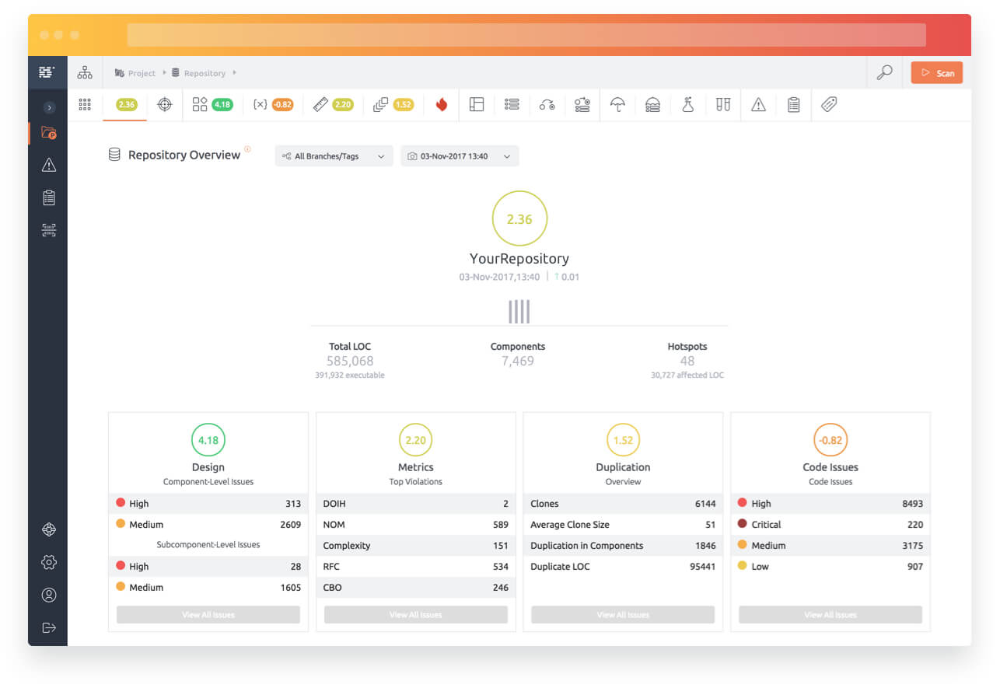 Project Repository Scan
2.36 4.18 [x] -0.82 2.20 1.52
Repository Overview All Branches/Tags 03-Nov-2017 13:40
2.36
YourRepository
03-Nov-2017,13:40 | ↑ 0.01
Total LOC Components Hotspots
585,068 7,469 48
391,932 executable 30,727 affected LOC
4.18
Design
Component-Level Issues
High 313
Medium 2609
Subcomponent-Level Issues
High 28
Medium 1605
View All Issues
2.20
Metrics
Top Violations
DOIH 2
NOM 589
Complexity 151
RFC 534
CBO 246
View All Issues
1.52
Duplication
Overview
Clones 6144
Average Clone Size 51
Duplication in Components 1846
Duplicate LOC 95441
View All Issues
-0.82
Code Issues
Code Issues
High 8493
Critical 220
Medium 3175
Low 907
View All Issues